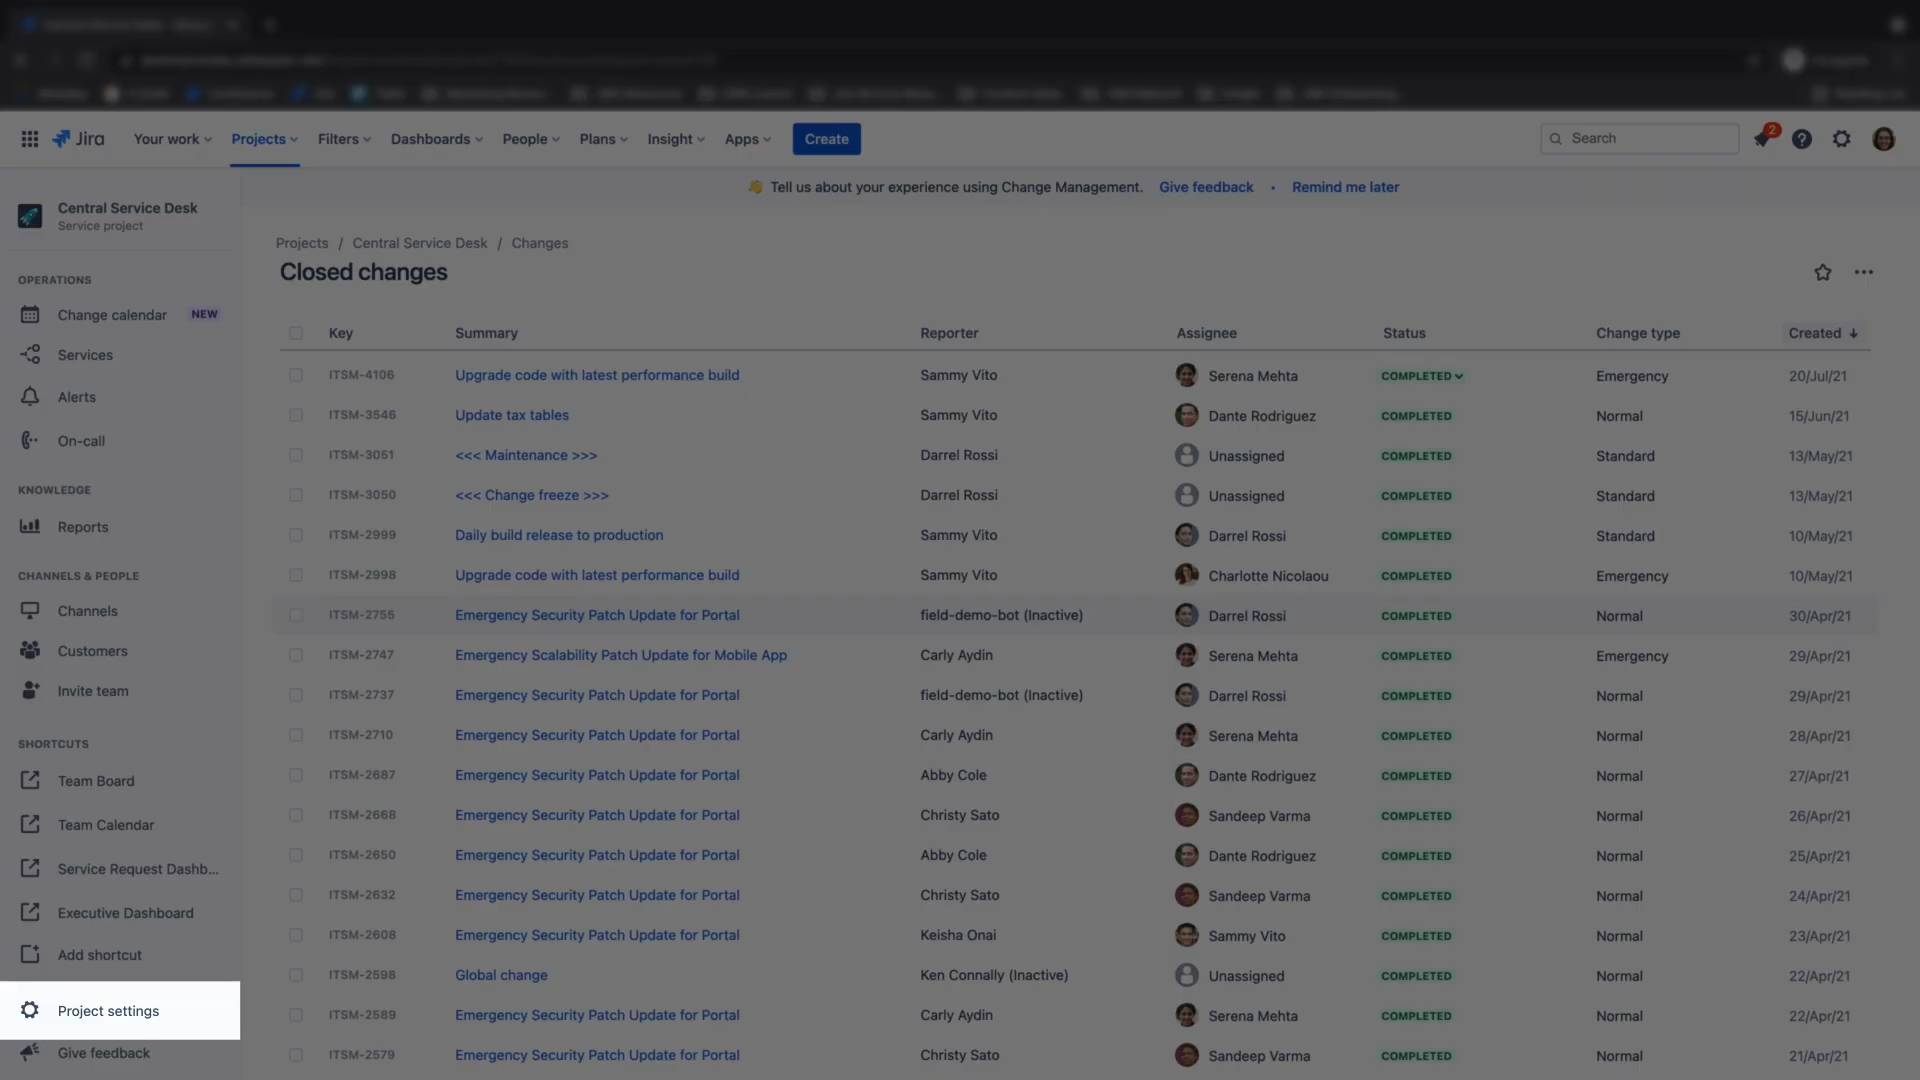 Jira
Your work
Projects
Filters
Dashboards
People
Plans
Insight
Apps
Create
Search
2
Tell us about your experience using Change Management. Give feedback • Remind me later
Central Service Desk
Service project
OPERATIONS
Change calendar NEW
Services
Alerts
On-call
KNOWLEDGE
Reports
CHANNELS & PEOPLE
Channels
Customers
Invite team
SHORTCUTS
Team Board
Team Calendar
Service Request Dashb...
Executive Dashboard
Add shortcut
Project settings
Give feedback
Projects / Central Service Desk / Changes
Closed changes
Key Summary Reporter Assignee Status Change type Created
ITSM-4106 Upgrade code with latest performance build Sammy Vito Serena Mehta COMPLETED Emergency 20/Jul/21
ITSM-3546 Update tax tables Sammy Vito Dante Rodriguez COMPLETED Normal 15/Jun/21
ITSM-3051 <<< Maintenance >>> Darrel Rossi Unassigned COMPLETED Standard 13/May/21
ITSM-3050 <<< Change freeze >>> Darrel Rossi Unassigned COMPLETED Standard 13/May/21
ITSM-2999 Daily build release to production Sammy Vito Darrel Rossi COMPLETED Standard 10/May/21
ITSM-2998 Upgrade code with latest performance build Sammy Vito Charlotte Nicolaou COMPLETED Emergency 10/May/21
ITSM-2755 Emergency Security Patch Update for Portal field-demo-bot (Inactive) Darrel Rossi COMPLETED Normal 30/Apr/21
ITSM-2747 Emergency Scalability Patch Update for Mobile App Carly Aydin Serena Mehta COMPLETED Emergency 29/Apr/21
ITSM-2737 Emergency Security Patch Update for Portal field-demo-bot (Inactive) Darrel Rossi COMPLETED Normal 29/Apr/21
ITSM-2710 Emergency Security Patch Update for Portal Carly Aydin Serena Mehta COMPLETED Normal 28/Apr/21
ITSM-2687 Emergency Security Patch Update for Portal Abby Cole Dante Rodriguez COMPLETED Normal 27/Apr/21
ITSM-2668 Emergency Security Patch Update for Portal Christy Sato Sandeep Varma COMPLETED Normal 26/Apr/21
ITSM-2650 Emergency Security Patch Update for Portal Abby Cole Dante Rodriguez COMPLETED Normal 25/Apr/21
ITSM-2632 Emergency Security Patch Update for Portal Christy Sato Sandeep Varma COMPLETED Normal 24/Apr/21
ITSM-2608 Emergency Security Patch Update for Portal Keisha Onai Sammy Vito COMPLETED Normal 23/Apr/21
ITSM-2598 Global change Ken Connally (Inactive) Unassigned COMPLETED Normal 22/Apr/21
ITSM-2589 Emergency Security Patch Update for Portal Carly Aydin Serena Mehta COMPLETED Normal 22/Apr/21
ITSM-2579 Emergency Security Patch Update for Portal Christy Sato Sandeep Varma COMPLETED Normal 21/Apr/21